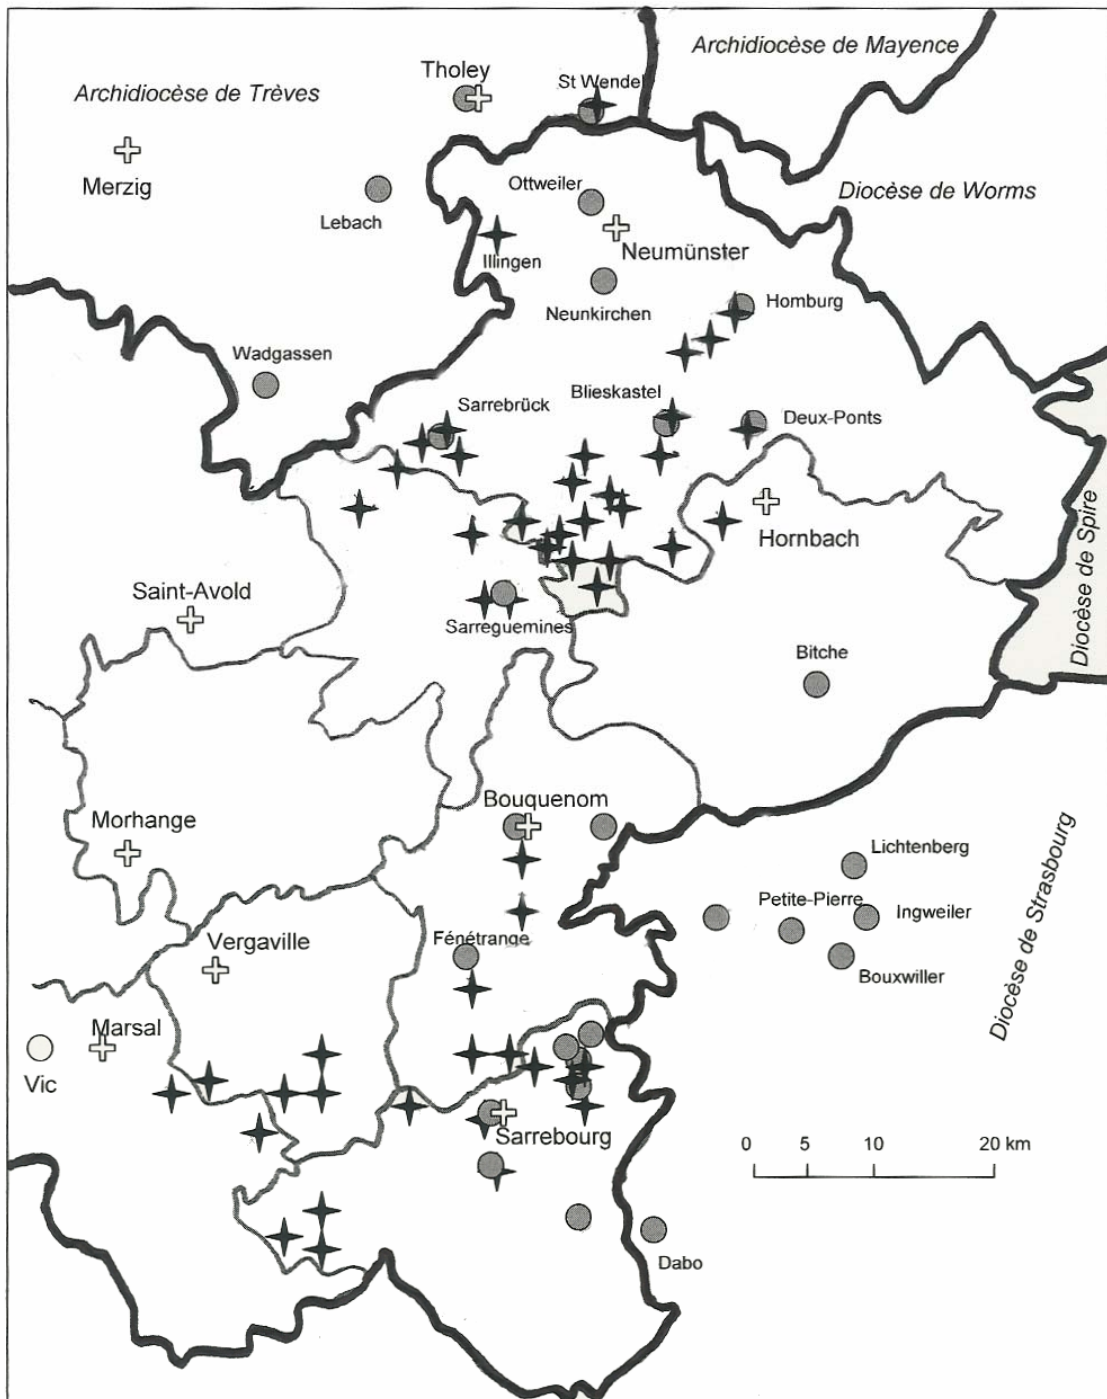 Archidiocèse de Mayence
Tholey
St Wendel
Archidiocèse de Trèves
Merzig
Ottweiler
Diocèse de Worms
Lebach
Illingen
Neumünster
Neunkirchen
Homburg
Wadgassen
Sarrebrück
Blieskastel
Deux-Ponts
Hornbach
Diocèse de Spire
Saint-Avold
Sarreguemines
Bitche
Bouquenom
Morhange
Lichtenberg
Petite-Pierre
Ingweiler
Vergaville
Fénétrange
Bouxwiller
Diocèse de Strasbourg
Marsal
Vic
Sarrebourg
0 5 10 20 km
Dabo